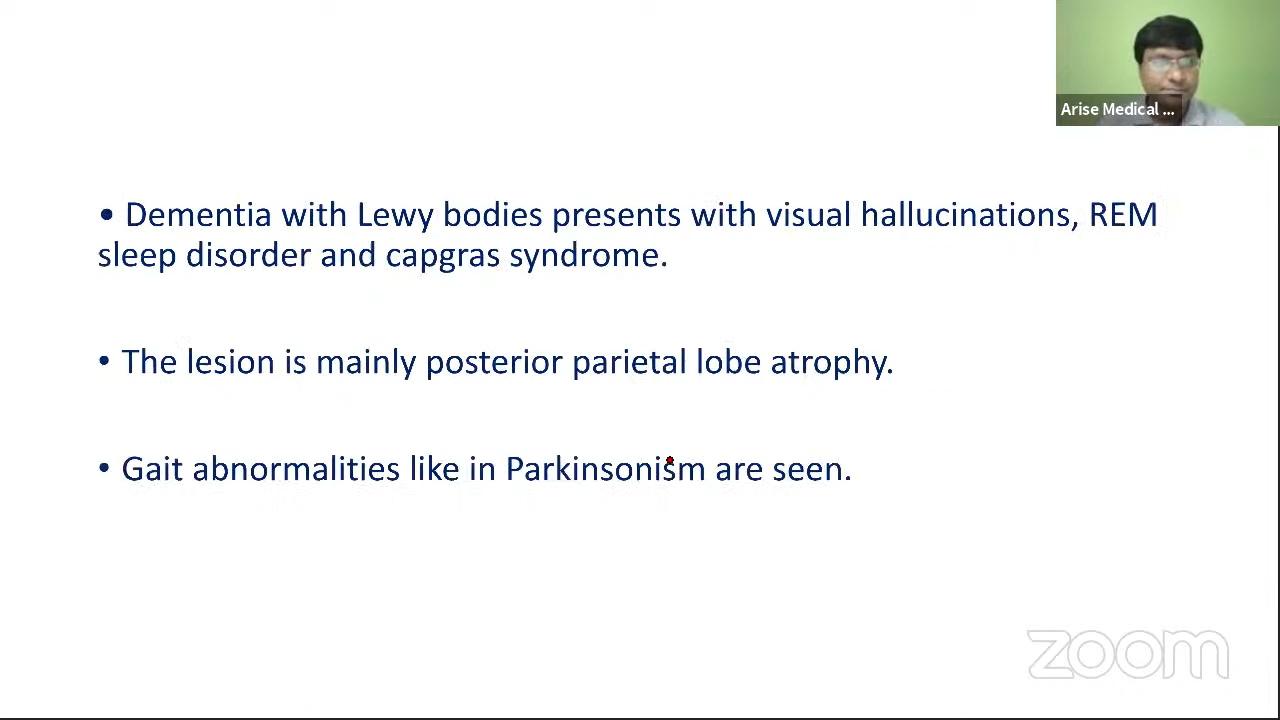 Arise Medical ...
• Dementia with Lewy bodies presents with visual hallucinations, REM
sleep disorder and capgras syndrome.
• The lesion is mainly posterior parietal lobe atrophy.
• Gait abnormalities like in Parkinsonism are seen.
zoom